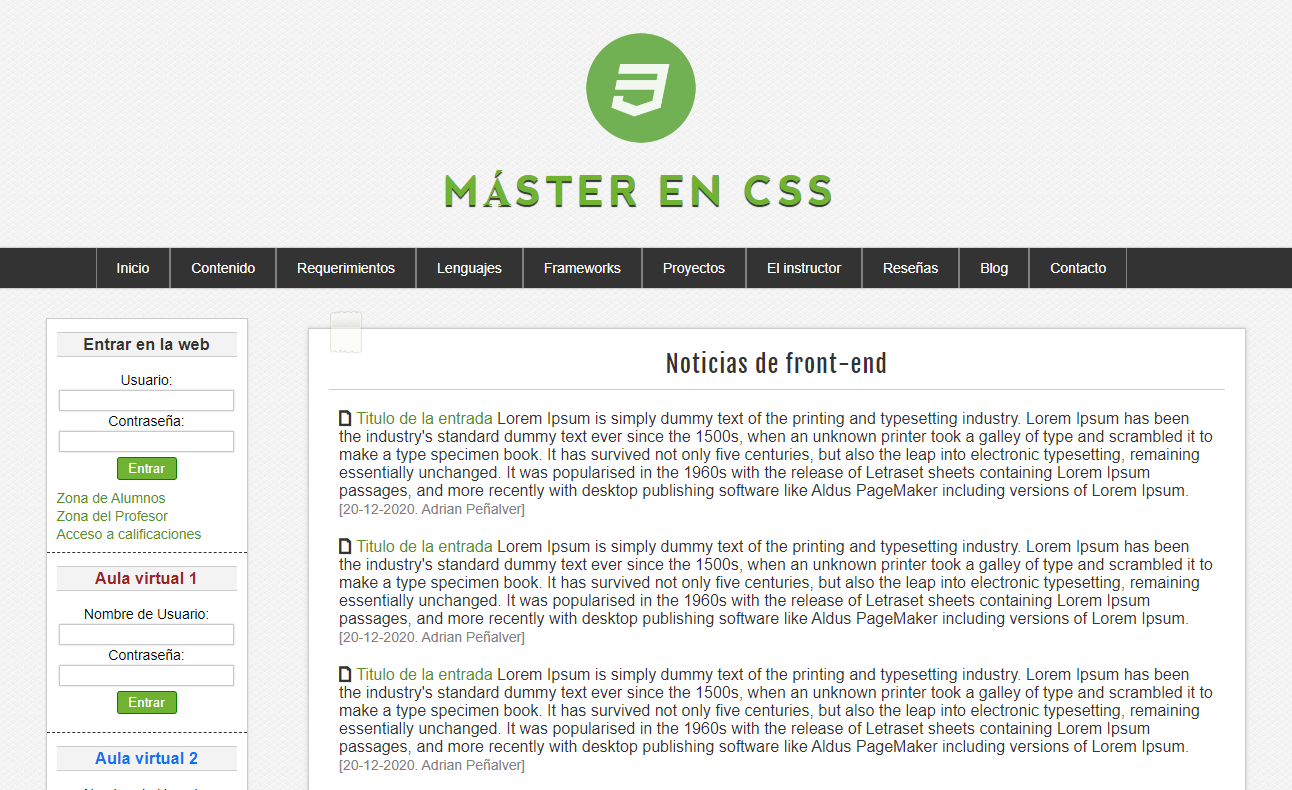 MÁSTER EN CSS
Inicio
Contenido
Requerimientos
Lenguajes
Frameworks
Proyectos
El instructor
Reseñas
Blog
Contacto
Entrar en la web
Usuario:
Contraseña:
Entrar
Zona de Alumnos
Zona del Profesor
Acceso a calificaciones
Aula virtual 1
Nombre de Usuario:
Contraseña:
Entrar
Aula virtual 2
Noticias de front-end
Titulo de la entrada Lorem Ipsum is simply dummy text of the printing and typesetting industry. Lorem Ipsum has been
the industry's standard dummy text ever since the 1500s, when an unknown printer took a galley of type and scrambled it to
make a type specimen book. It has survived not only five centuries, but also the leap into electronic typesetting, remaining
essentially unchanged. It was popularised in the 1960s with the release of Letraset sheets containing Lorem Ipsum
passages, and more recently with desktop publishing software like Aldus PageMaker including versions of Lorem Ipsum.
[20-12-2020. Adrian Peñalver]
Titulo de la entrada Lorem Ipsum is simply dummy text of the printing and typesetting industry. Lorem Ipsum has been
the industry's standard dummy text ever since the 1500s, when an unknown printer took a galley of type and scrambled it to
make a type specimen book. It has survived not only five centuries, but also the leap into electronic typesetting, remaining
essentially unchanged. It was popularised in the 1960s with the release of Letraset sheets containing Lorem Ipsum
passages, and more recently with desktop publishing software like Aldus PageMaker including versions of Lorem Ipsum.
[20-12-2020. Adrian Peñalver]
Titulo de la entrada Lorem Ipsum is simply dummy text of the printing and typesetting industry. Lorem Ipsum has been
the industry's standard dummy text ever since the 1500s, when an unknown printer took a galley of type and scrambled it to
make a type specimen book. It has survived not only five centuries, but also the leap into electronic typesetting, remaining
essentially unchanged. It was popularised in the 1960s with the release of Letraset sheets containing Lorem Ipsum
passages, and more recently with desktop publishing software like Aldus PageMaker including versions of Lorem Ipsum.
[20-12-2020. Adrian Peñalver]